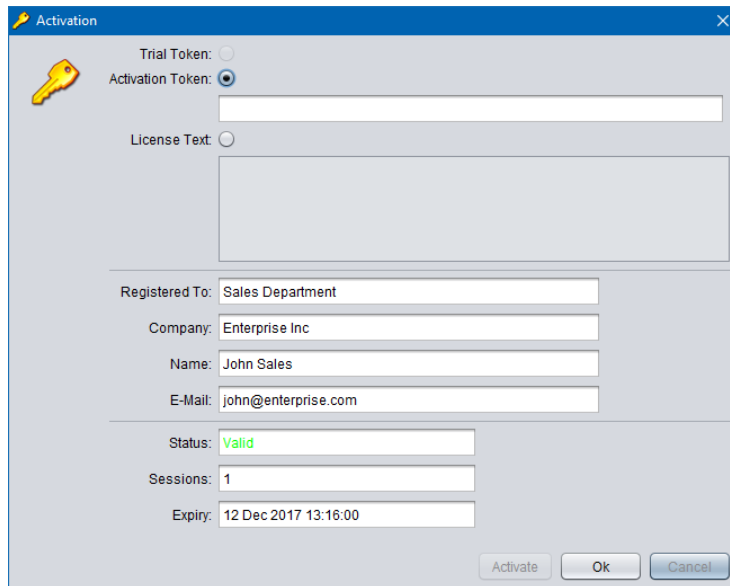 Activation
Trial Token:
Activation Token:
License Text:
Registered To: Sales Department
Company: Enterprise Inc
Name: John Sales
E-Mail: john@enterprise.com
Status: Valid
Sessions: 1
Expiry: 12 Dec 2017 13:16:00
Activate Ok Cancel